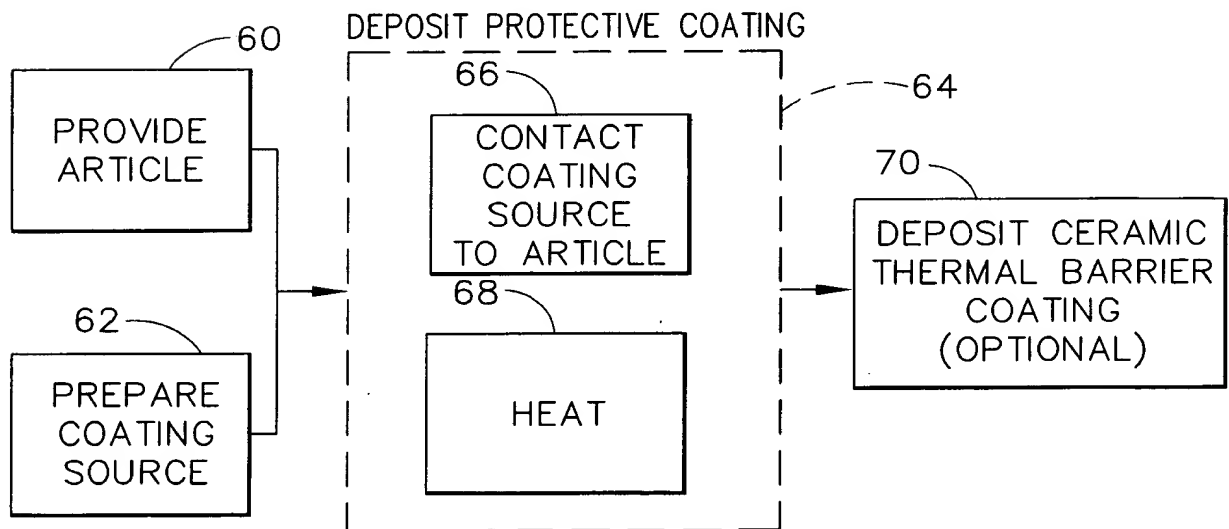 DEPOSIT PROTECTIVE COATING
60
PROVIDE
ARTICLE
62
PREPARE
COATING
SOURCE
64
66
CONTACT
COATING
SOURCE
TO ARTICLE
68
HEAT
70
DEPOSIT CERAMIC
THERMAL BARRIER
COATING
(OPTIONAL)